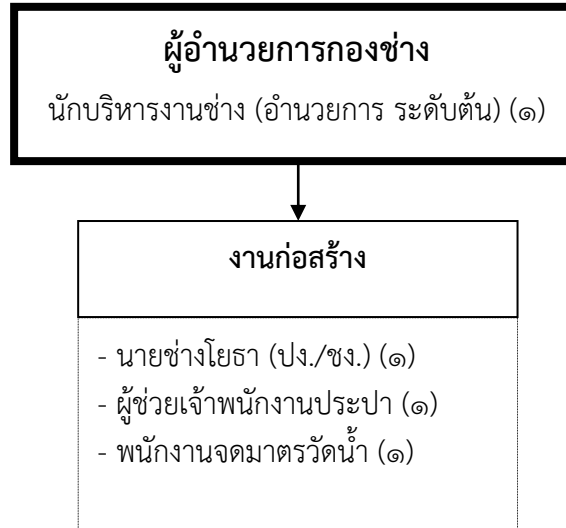 ผู้อำนวยการกองช่าง
นักบริหารงานช่าง (อำนวยการ ระดับต้น) (๑)
งานก่อสร้าง
- นายช่างโยธา (ปง./ชง.) (๑)
- ผู้ช่วยเจ้าพนักงานประปา (๑)
- พนักงานจดมาตรวัดน้ำ (๑)